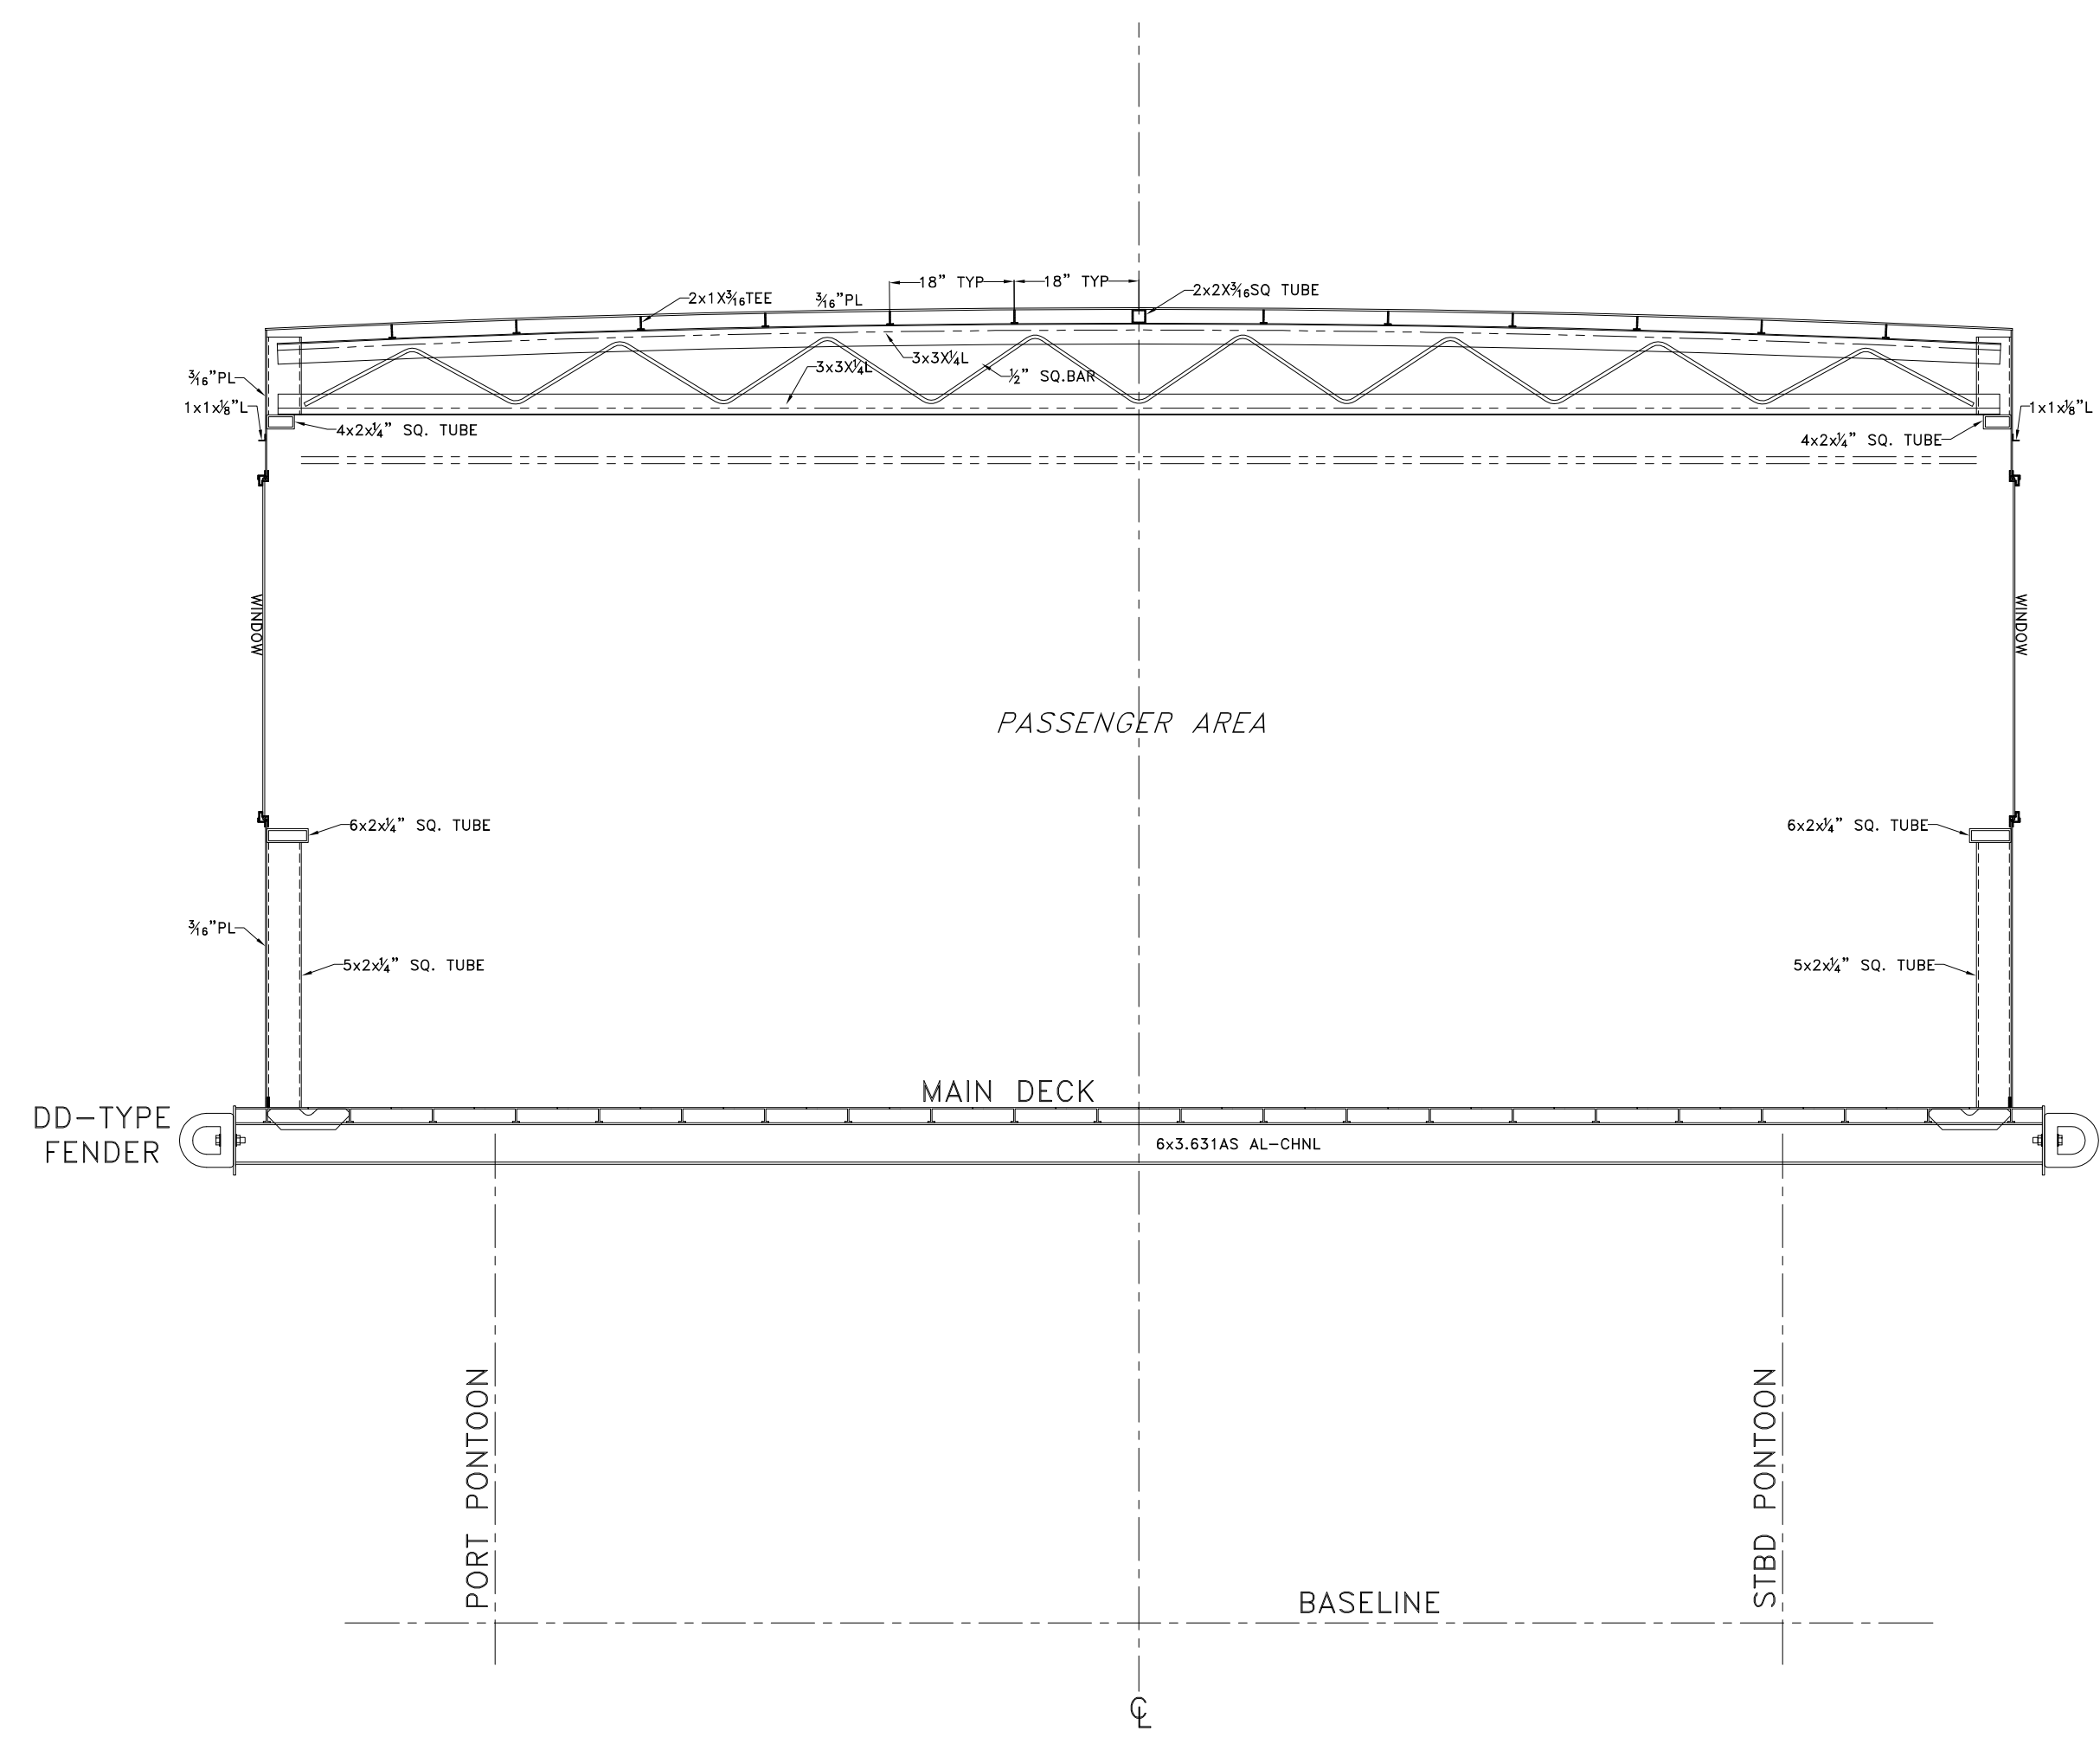 18” TYP 18” TYP
2x1X3⁄16TEE
3⁄16”PL
2x2X3⁄16SQ TUBE
3x3X1⁄4L
3x3X1⁄4L
1⁄2” SQ.BAR
3⁄16”PL
1x1x1⁄8”L
1x1x1⁄8”L
4x2x1⁄4” SQ. TUBE
4x2x1⁄4” SQ. TUBE
WINDOW
WINDOW
PASSENGER AREA
6x2x1⁄4” SQ. TUBE
6x2x1⁄4” SQ. TUBE
3⁄16”PL
5x2x1⁄4” SQ. TUBE
5x2x1⁄4” SQ. TUBE
MAIN DECK
DD-TYPE
FENDER
6x3.631AS AL-CHNL
PORT PONTOON
STBD PONTOON
BASELINE
CL